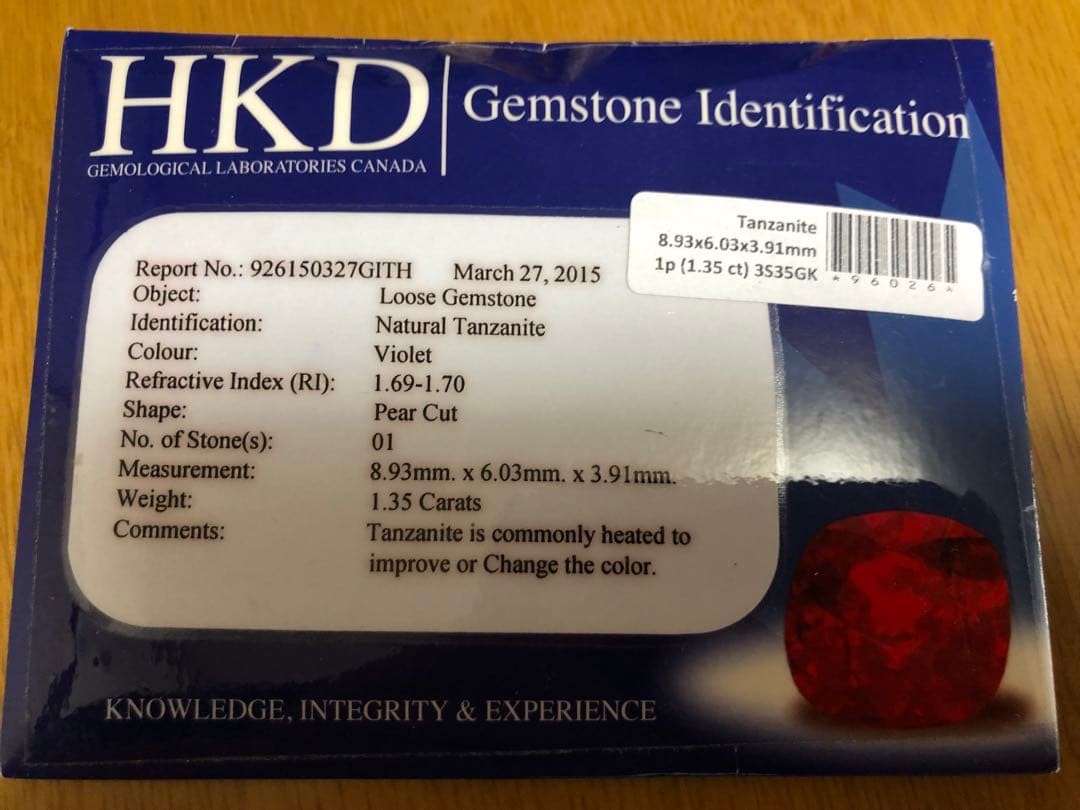 HKD
GEMOLOGICAL LABORATORIES CANADA
Gemstone Identification
Tanzanite
8.93x6.03x3.91mm
1p (1.35 ct) 3S35GK
*96026*
Report No.: 926150327GITH March 27, 2015
Object: Loose Gemstone
Identification: Natural Tanzanite
Colour: Violet
Refractive Index (RI): 1.69-1.70
Shape: Pear Cut
No. of Stone(s): 01
Measurement: 8.93mm. x 6.03mm. x 3.91mm.
Weight: 1.35 Carats
Comments: Tanzanite is commonly heated to
improve or Change the color.
KNOWLEDGE, INTEGRITY & EXPERIENCE